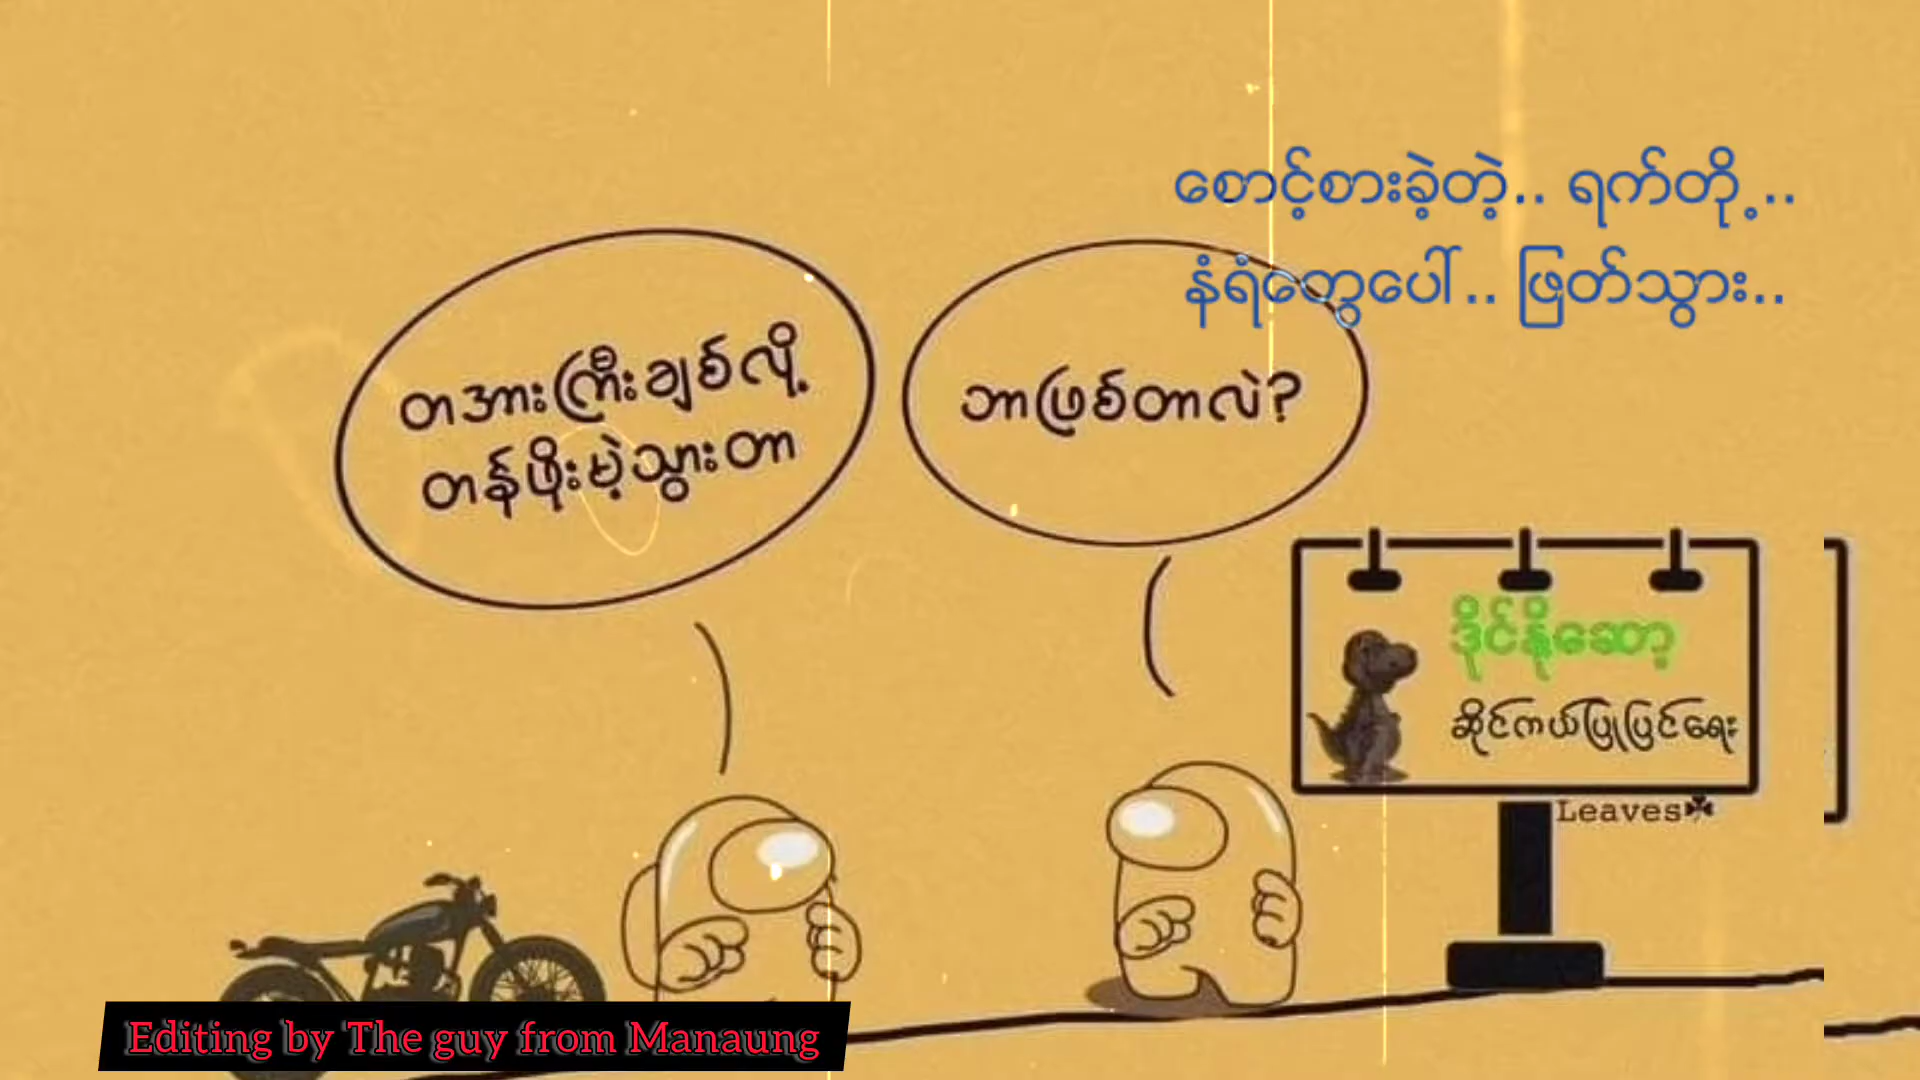 စောင့်စားခဲ့တဲ့.. ရက်တို့..
နံရံတွေပေါ်.. ဖြတ်သွား..
တအားကြီးချစ်လို့
တန်ဖိုးမဲ့သွားတာ
ဘာဖြစ်တာလဲ?
ဒိုင်နိုဆော့
ဆိုင်ကယ်ပြုပြင်ရေး
Leaves☘
Editing by The guy from Manaung